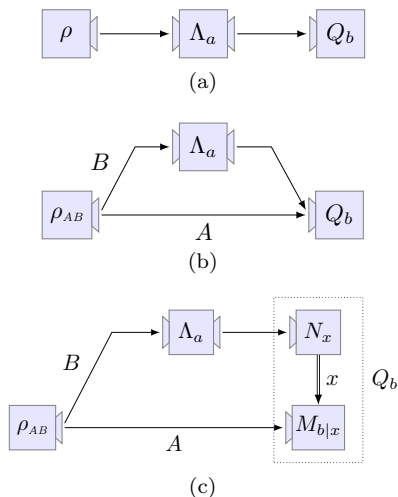 ρ Λ_a Q_b
(a)
Λ_a
B
ρ_AB Q_b
A
(b)
Λ_a N_x
B x Q_b
ρ_AB M_b|x
A
(c)